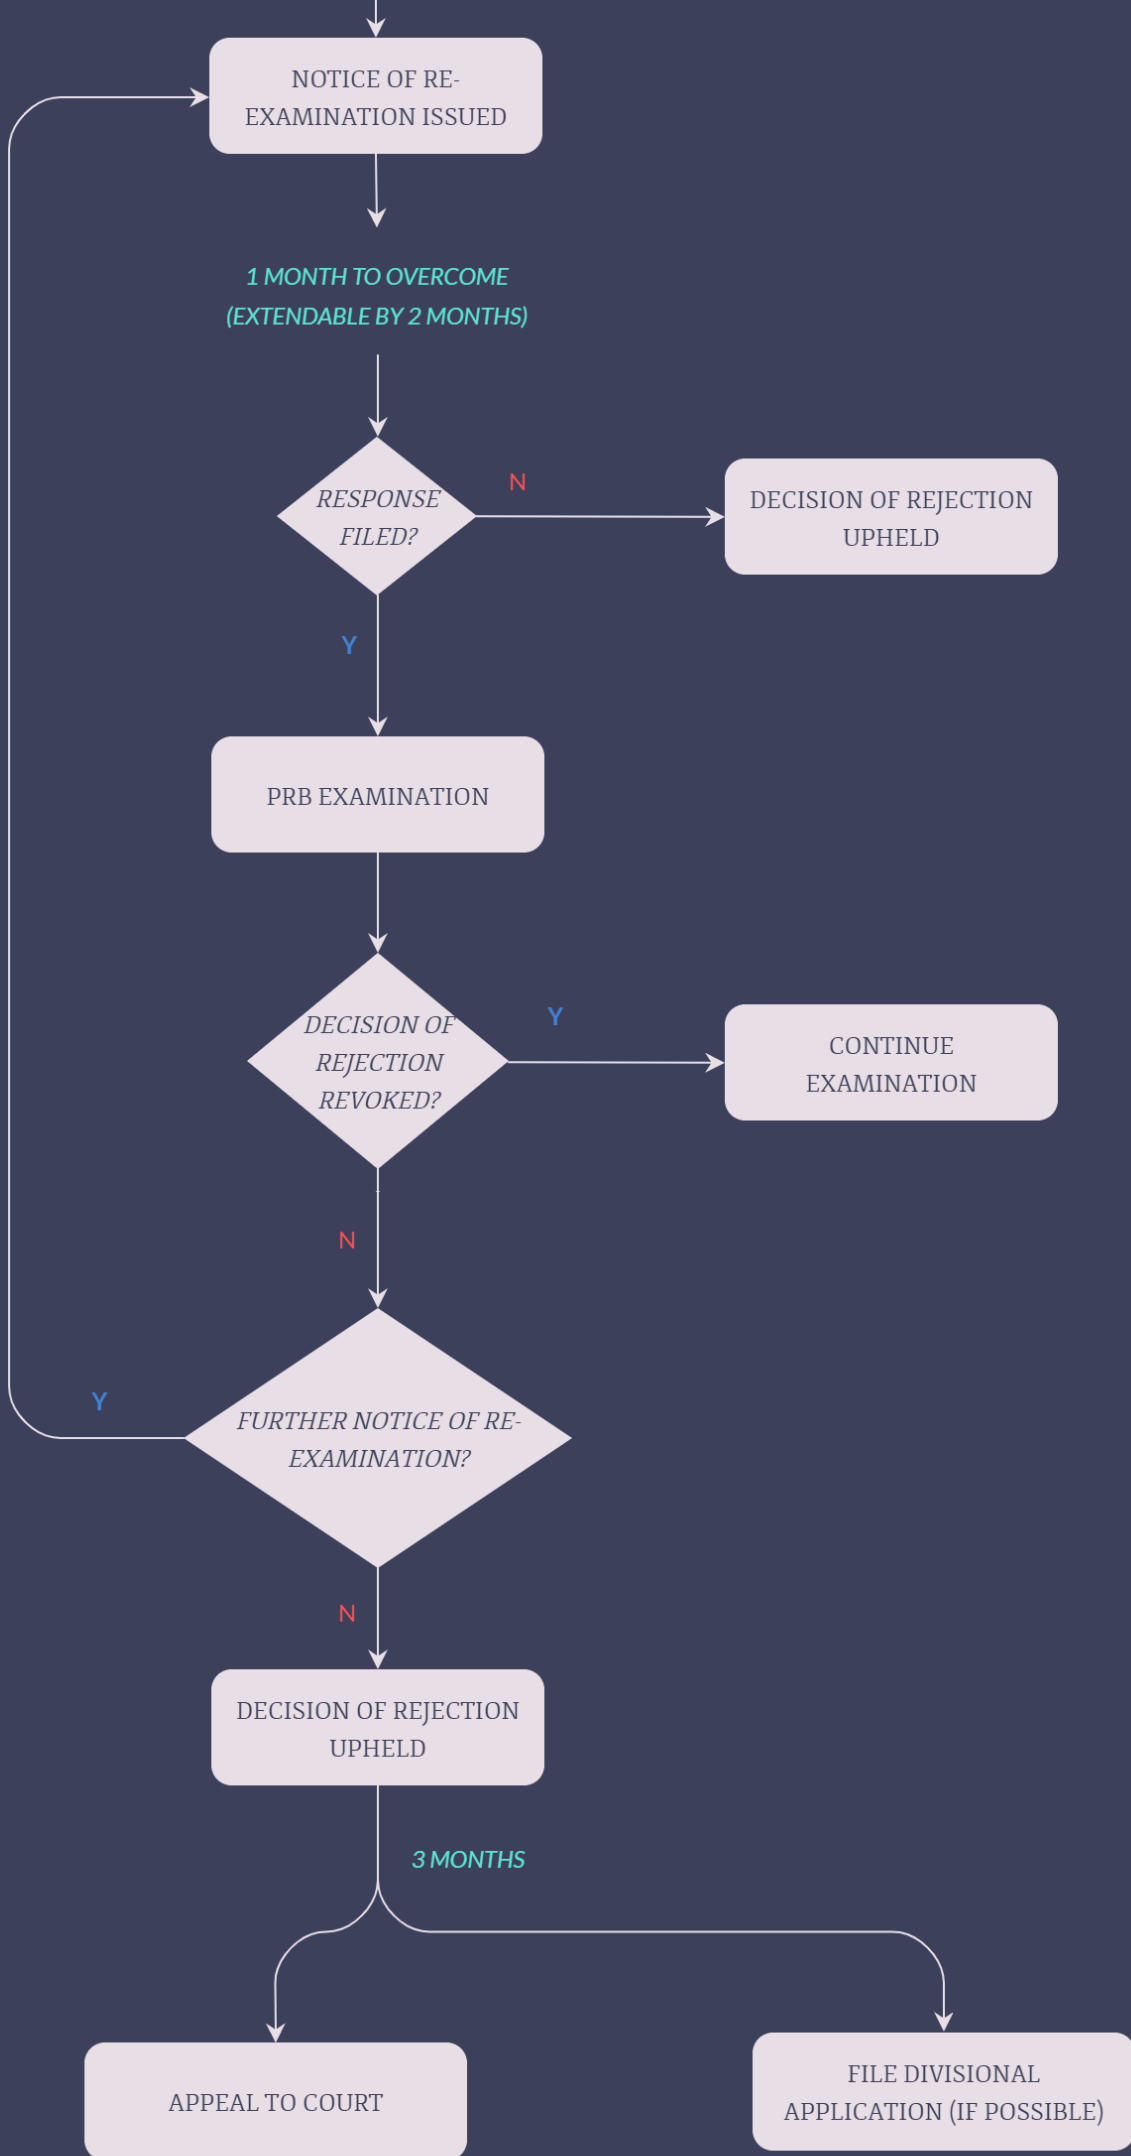 NOTICE OF RE-
EXAMINATION ISSUED
1 MONTH TO OVERCOME
(EXTENDABLE BY 2 MONTHS)
RESPONSE
FILED?
N
DECISION OF REJECTION
UPHELD
Y
PRB EXAMINATION
DECISION OF
REJECTION
REVOKED?
Y
CONTINUE
EXAMINATION
N
Y
FURTHER NOTICE OF RE-
EXAMINATION?
N
DECISION OF REJECTION
UPHELD
3 MONTHS
APPEAL TO COURT
FILE DIVISIONAL
APPLICATION (IF POSSIBLE)